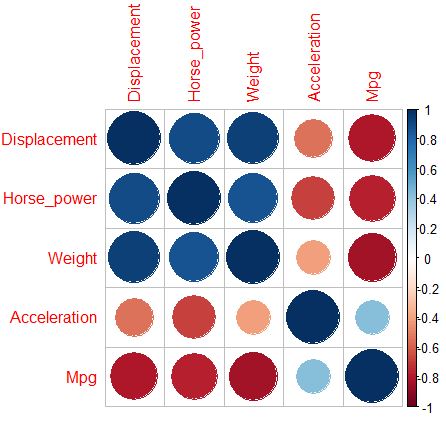 Displacement
Horse_power
Weight
Acceleration
Mpg
Displacement
Horse_power
Weight
Acceleration
Mpg
1
0.8
0.6
0.4
0.2
0
-0.2
-0.4
-0.6
-0.8
-1